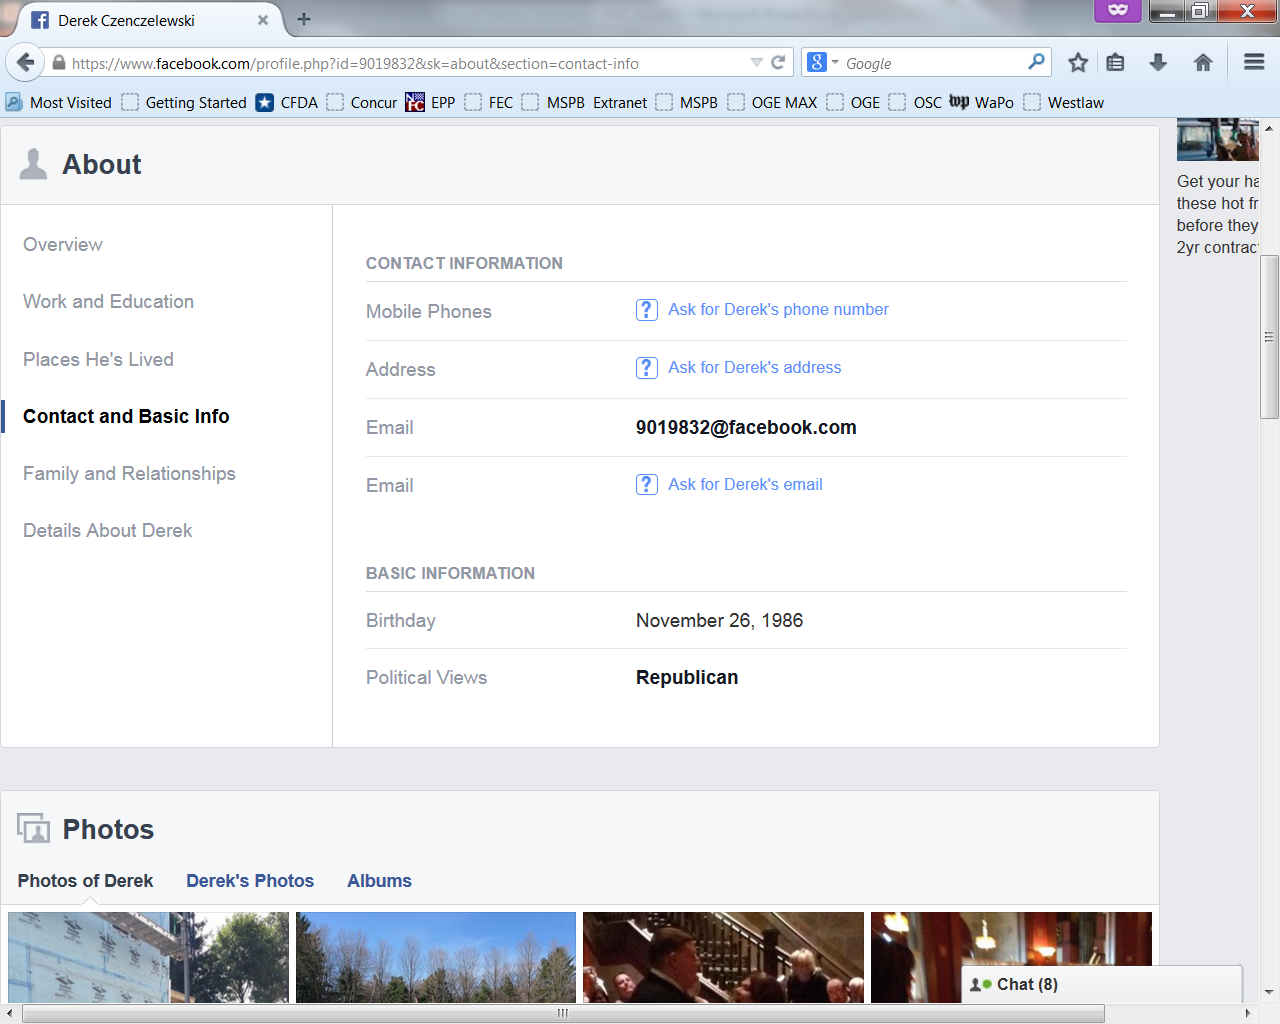 Derek Czenczelewski
https://www.facebook.com/profile.php?id=9019832&sk=about&section=contact-info
Google
Most Visited Getting Started CFDA Concur EPP FEC MSPB Extranet MSPB OGE MAX OGE OSC wp WaPo Westlaw
About
Get your ha
these hot fr
before they
2yr contrac
Overview
Work and Education
Places He's Lived
Contact and Basic Info
Family and Relationships
Details About Derek
CONTACT INFORMATION
Mobile Phones ? Ask for Derek's phone number
Address ? Ask for Derek's address
Email 9019832@facebook.com
Email ? Ask for Derek's email
BASIC INFORMATION
Birthday November 26, 1986
Political Views Republican
Photos
Photos of Derek Derek's Photos Albums
Chat (8)